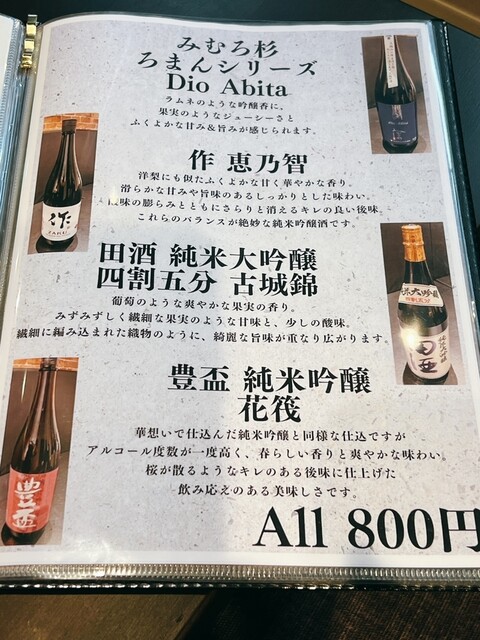 みむろ杉
ろまんシリーズ
Dio Abita
ラムネのような吟醸香に、
果実のようなジューシーさと
ふくよかな甘み&旨みが感じられます。
作 恵乃智
洋梨にも似たふくよかな甘く華やかな香り。
滑らかな甘みや旨味のあるしっかりとした味わい。
酸味の膨らみとともにさらりと消えるキレの良い後味。
これらのバランスが絶妙な純米吟醸酒です。
作
ZAKU
田酒 純米大吟醸
四割五分 古城錦
葡萄のような爽やかな果実の香り。
みずみずしく繊細な果実のような甘味と、少しの酸味。
繊細に編み込まれた織物のように、綺麗な旨味が重なり広がります。
米大吟醸
四割五分
田酒
豊盃 純米吟醸
花筏
華想いで仕込んだ純米吟醸と同様な仕込ですが
アルコール度数が一度高く、春らしい香りと爽やかな味わい。
桜が散るようなキレのある後味に仕上げた
飲み応えのある美味しさです。
豊盃
All 800円